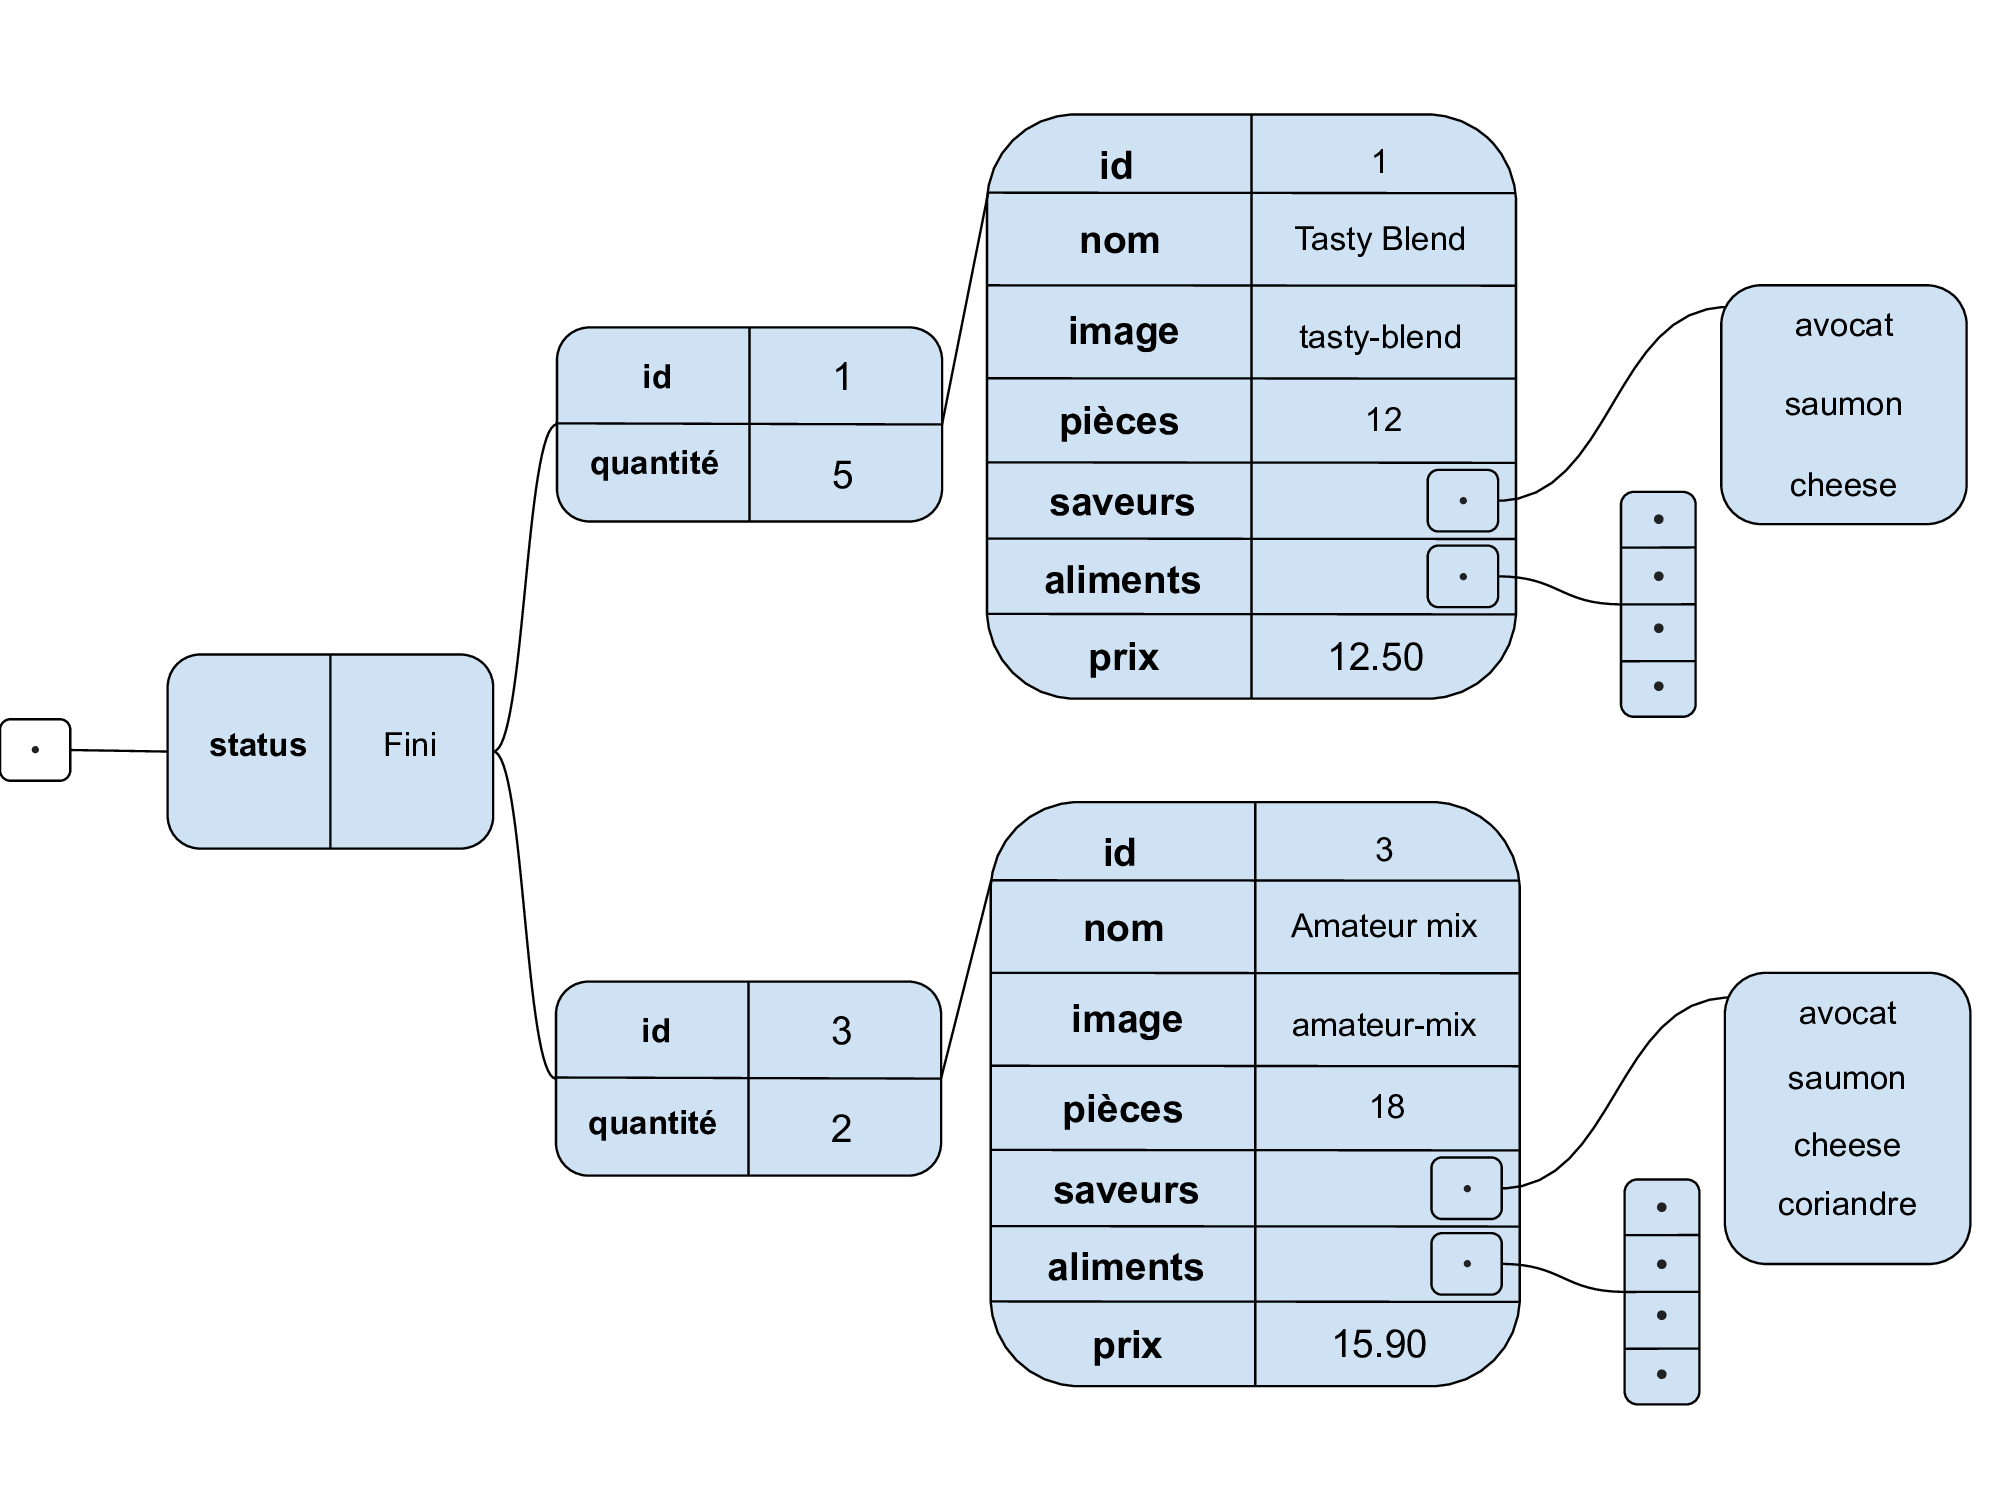 status Fini
id 1
quantité 5
id 1
nom Tasty Blend
image tasty-blend
pièces 12
saveurs
aliments
prix 12.50
avocat
saumon
cheese
id 3
quantité 2
id 3
nom Amateur mix
image amateur-mix
pièces 18
saveurs
aliments
prix 15.90
avocat
saumon
cheese
coriandre